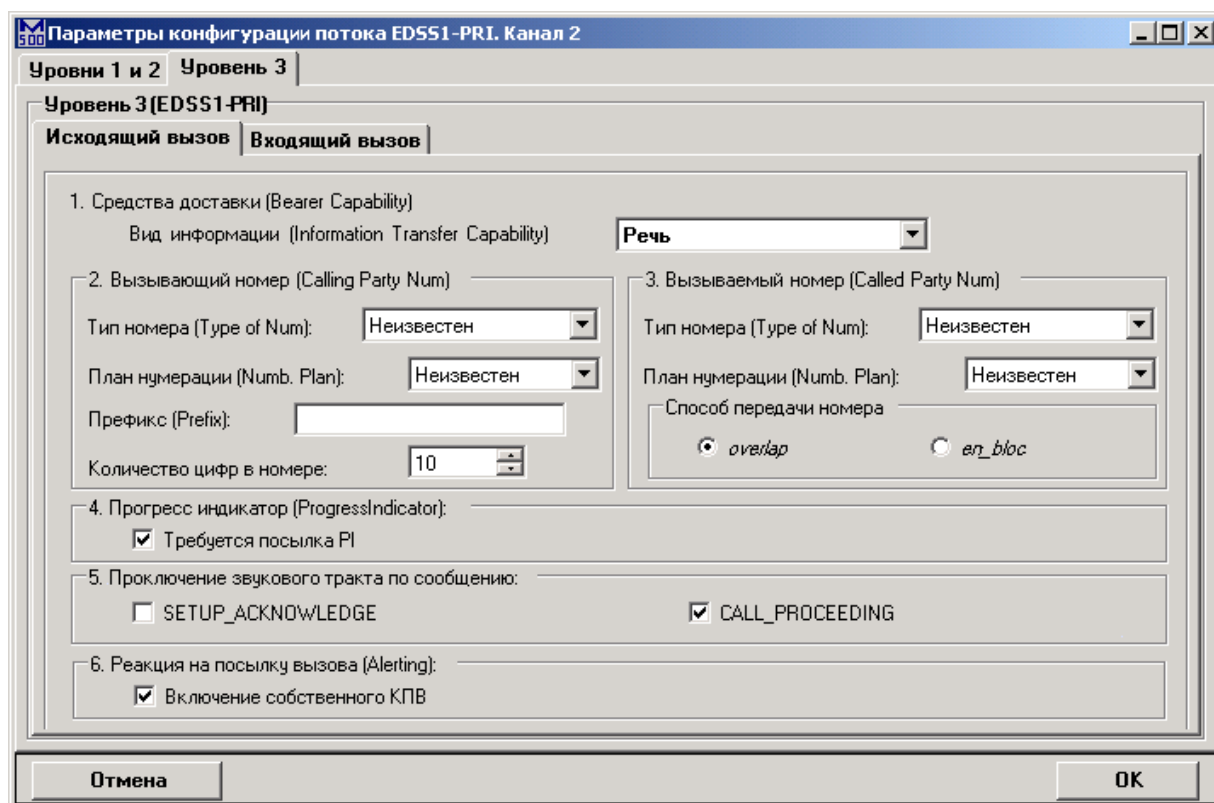 М 500 Параметры конфигурации потока EDSS1-PRI. Канал 2
Уровни 1 и 2 Уровень 3
Уровень 3 (EDSS1-PRI)
Исходящий вызов Входящий вызов
1. Средства доставки (Bearer Capability)
Вид информации (Information Transfer Capability) Речь
2. Вызывающий номер (Calling Party Num) 3. Вызываемый номер (Called Party Num)
Тип номера (Type of Num): Неизвестен Тип номера (Type of Num): Неизвестен
План нумерации (Numb. Plan): Неизвестен План нумерации (Numb. Plan): Неизвестен
Префикс (Prefix): Способ передачи номера
overlap en_bloc
Количество цифр в номере: 10
4. Прогресс индикатор (ProgressIndicator):
Требуется посылка PI
5. Проключение звукового тракта по сообщению:
SETUP_ACKNOWLEDGE CALL_PROCEEDING
6. Реакция на посылку вызова (Alerting):
Включение собственного КПВ
Отмена OK